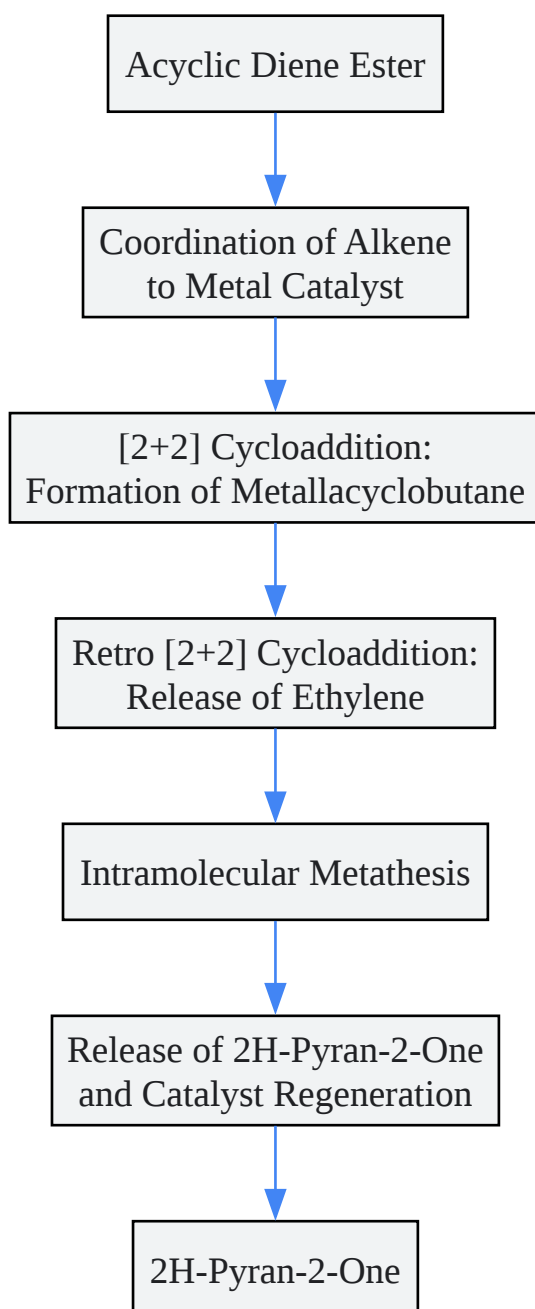 Acyclic Diene Ester
Coordination of Alkene
to Metal Catalyst
[2+2] Cycloaddition:
Formation of Metallacyclobutane
Retro [2+2] Cycloaddition:
Release of Ethylene
Intramolecular Metathesis
Release of 2H-Pyran-2-One
and Catalyst Regeneration
2H-Pyran-2-One